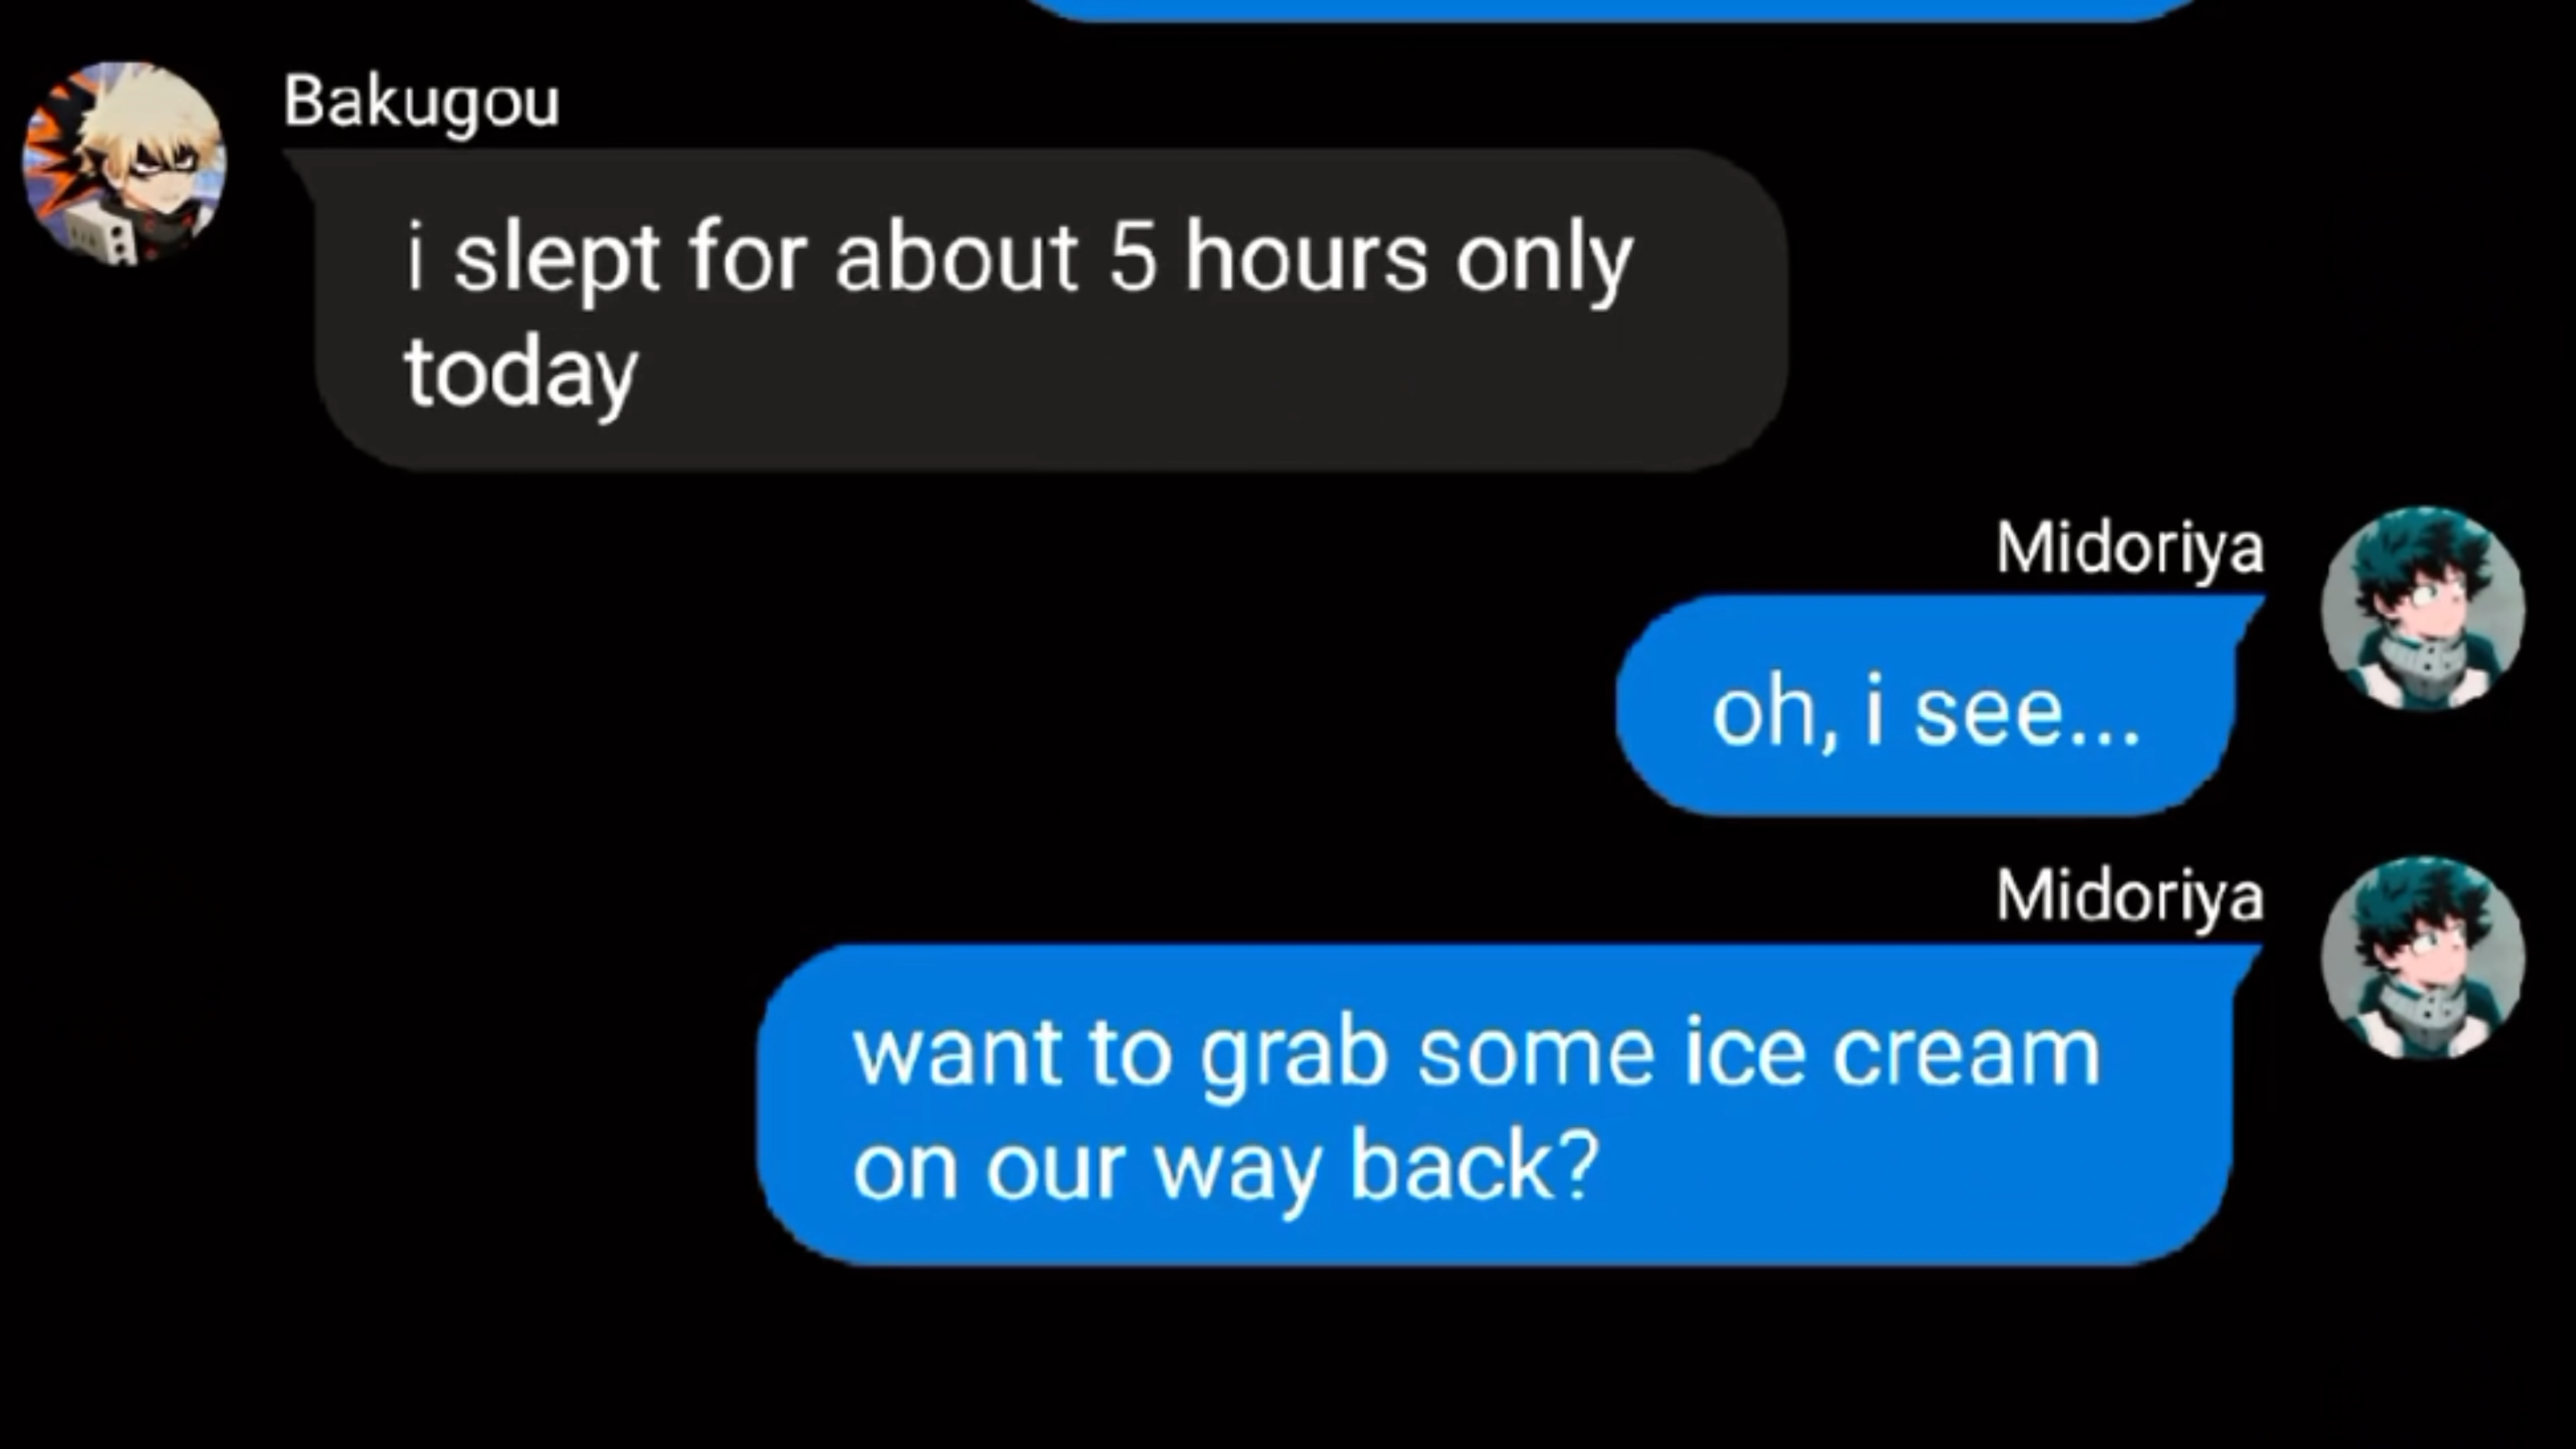 Bakugou
i slept for about 5 hours only
today
Midoriya
oh, i see...
Midoriya
want to grab some ice cream
on our way back?